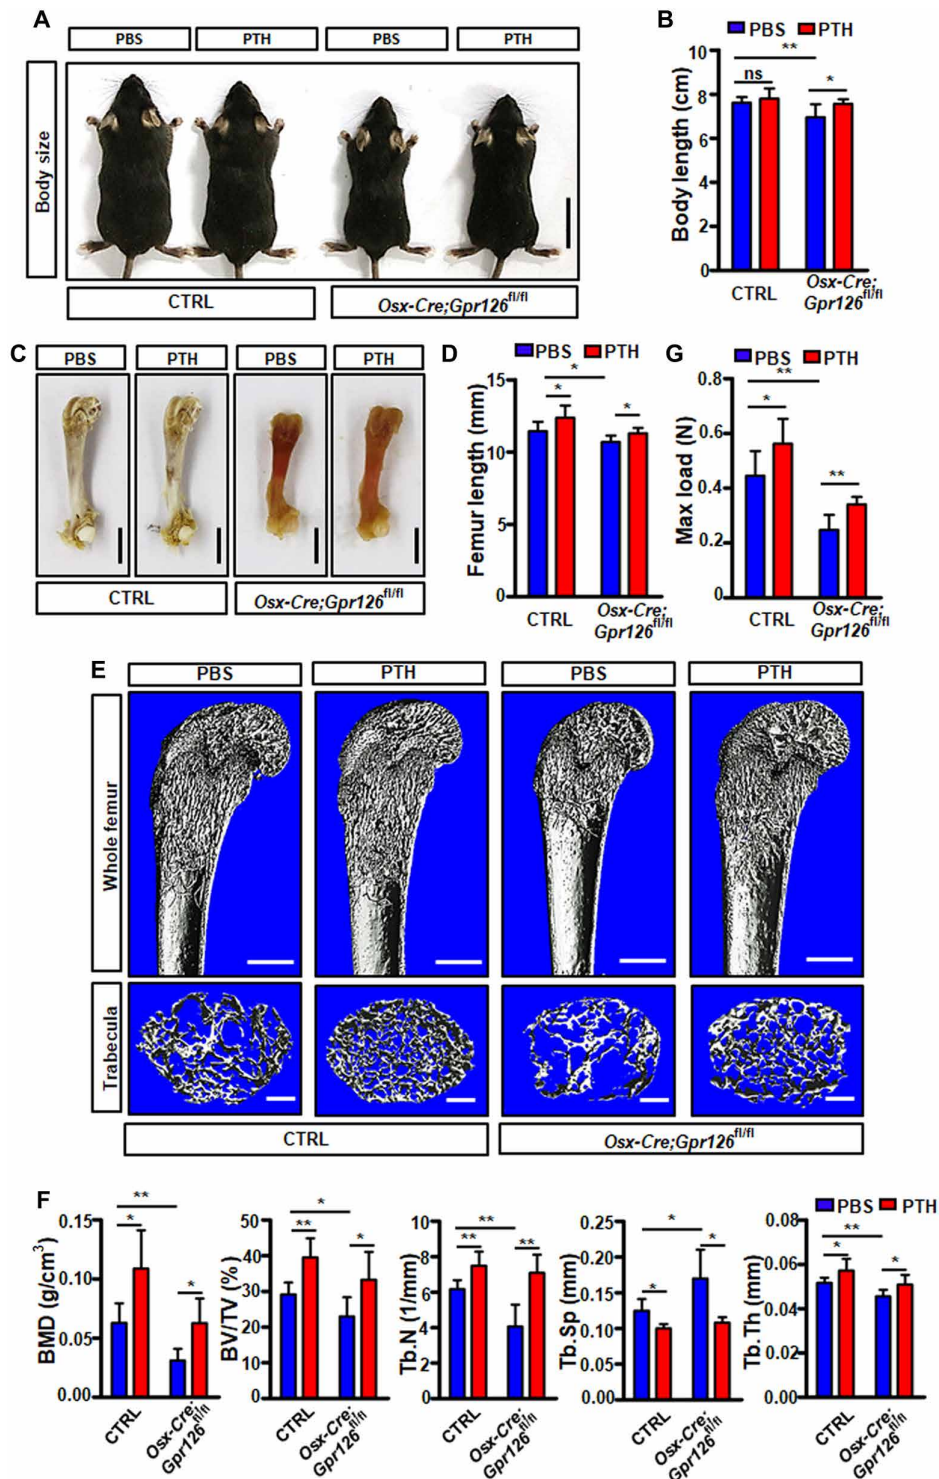 A
PBS
PTH
PBS
PTH
Body size
CTRL
Osx-Cre;Gpr126fl/fl
B
PBS
PTH
Body length (cm)
10
8
6
4
2
0
ns
**
*
CTRL
Osx-Cre;
Gpr126fl/fl
C
PBS
PTH
PBS
PTH
CTRL
Osx-Cre;Gpr126fl/fl
D
PBS
PTH
Femur length (mm)
15
10
5
0
*
*
*
CTRL
Osx-Cre;
Gpr126fl/fl
G
PBS
PTH
Max load (N)
0.8
0.6
0.4
0.2
0
**
*
**
CTRL
Osx-Cre;
Gpr126fl/fl
E
PBS
PTH
PBS
PTH
Whole femur
Trabecula
CTRL
Osx-Cre;Gpr126fl/fl
F
PBS
PTH
BMD (g/cm3)
0.15
0.10
0.05
0.00
**
*
*
CTRL
Osx-Cre;
Gpr126fl/fl
BV/TV (%)
50
40
30
20
10
0
*
**
*
CTRL
Osx-Cre;
Gpr126fl/fl
Tb.N (1/mm)
10
8
6
4
2
0
**
**
**
CTRL
Osx-Cre;
Gpr126fl/fl
Tb.Sp (mm)
0.25
0.20
0.15
0.10
0.05
0.00
*
*
*
CTRL
Osx-Cre;
Gpr126fl/fl
Tb.Th (mm)
0.08
0.06
0.04
0.02
0.00
**
*
*
CTRL
Osx-Cre;
Gpr126fl/fl